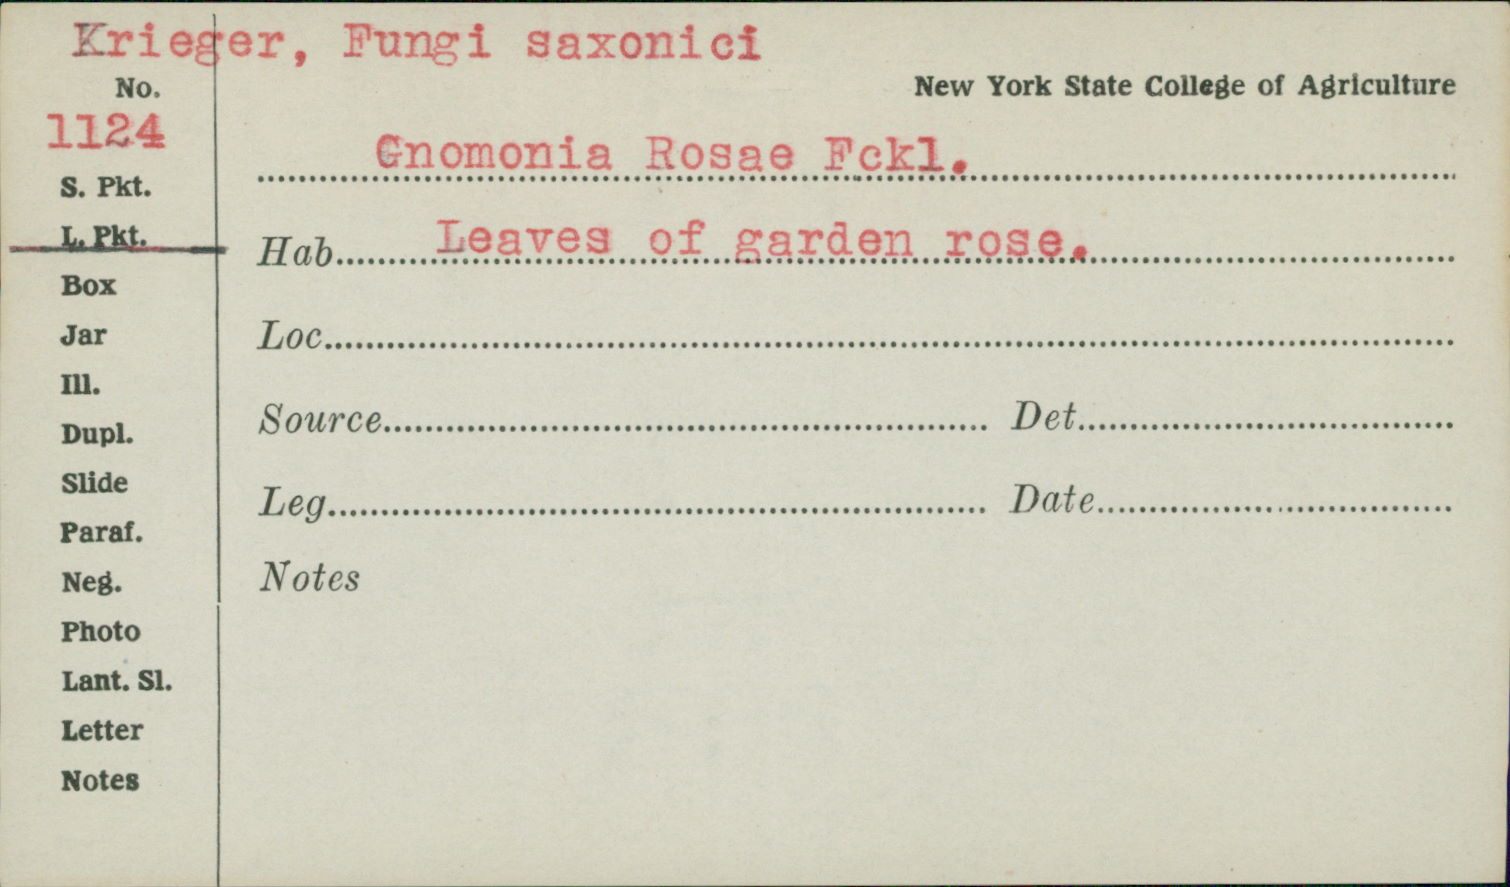 Krieger, Fungi saxonici
No.
New York State College of Agriculture
1124
Gnomonia Rosae Fckl.
S. Pkt.
L. Pkt.
Hab. Leaves of garden rose.
Box
Jar
Loc.
Ill.
Dupl.
Source Det.
Slide
Leg. Date
Paraf.
Neg.
Notes
Photo
Lant. Sl.
Letter
Notes